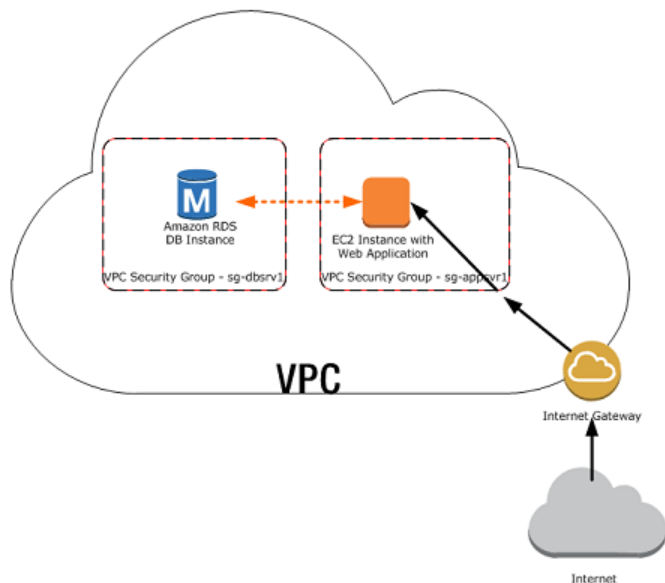 M
Amazon RDS
DB Instance
EC2 Instance with
Web Application
VPC Security Group - sg-dbsrv1
VPC Security Group - sg-appsvr1
VPC
Internet Gateway
Internet